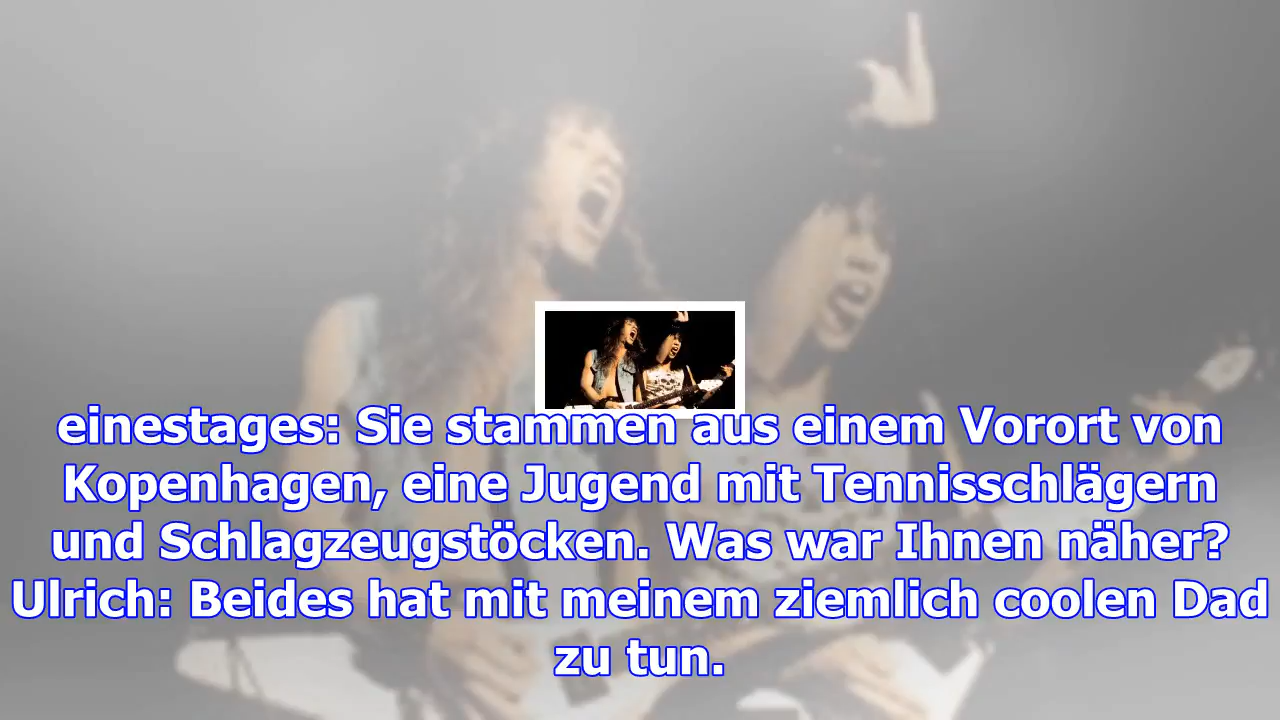 einestages: Sie stammen aus einem Vorort von
Kopenhagen, eine Jugend mit Tennisschlägern
und Schlagzeugstöcken. Was war Ihnen näher?
Ulrich: Beides hat mit meinem ziemlich coolen Dad
zu tun.